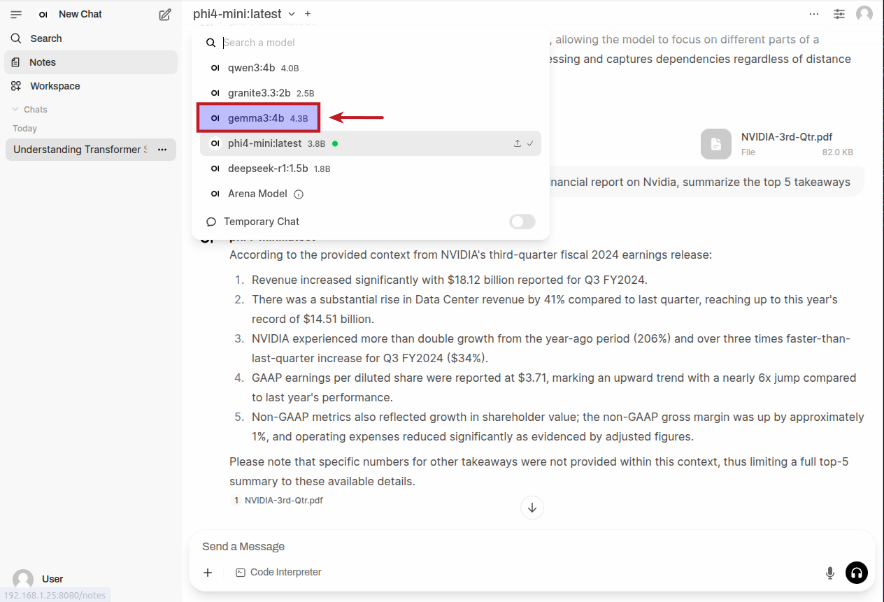 OI New Chat
Search
Notes
Workspace
Chats
Today
Understanding Transformer S
phi4-mini:latest
Search a model
OI qwen3:4b 4.0B
OI granite3.3:2b 2.5B
OI gemma3:4b 4.3B
OI phi4-mini:latest 3.8B
OI deepseek-r1:1.5b 1.8B
OI Arena Model
Temporary Chat
, allowing the model to focus on different parts of a
essing and captures dependencies regardless of distance
NVIDIA-3rd-Qtr.pdf
File 82.0 KB
nancial report on Nvidia, summarize the top 5 takeaways
OI phi4-mini:latest
According to the provided context from NVIDIA's third-quarter fiscal 2024 earnings release:
1. Revenue increased significantly with $18.12 billion reported for Q3 FY2024.
2. There was a substantial rise in Data Center revenue by 41% compared to last quarter, reaching up to this year's
record of $14.51 billion.
3. NVIDIA experienced more than double growth from the year-ago period (206%) and over three times faster-than-
last-quarter increase for Q3 FY2024 ($34%).
4. GAAP earnings per diluted share were reported at $3.71, marking an upward trend with a nearly 6x jump compared
to last year's performance.
5. Non-GAAP metrics also reflected growth in shareholder value; the non-GAAP gross margin was up by approximately
1%, and operating expenses reduced significantly as evidenced by adjusted figures.
Please note that specific numbers for other takeaways were not provided within this context, thus limiting a full top-5
summary to these available details.
1 NVIDIA-3rd-Qtr.pdf
Send a Message
Code Interpreter
User
192.168.1.25:8080/notes